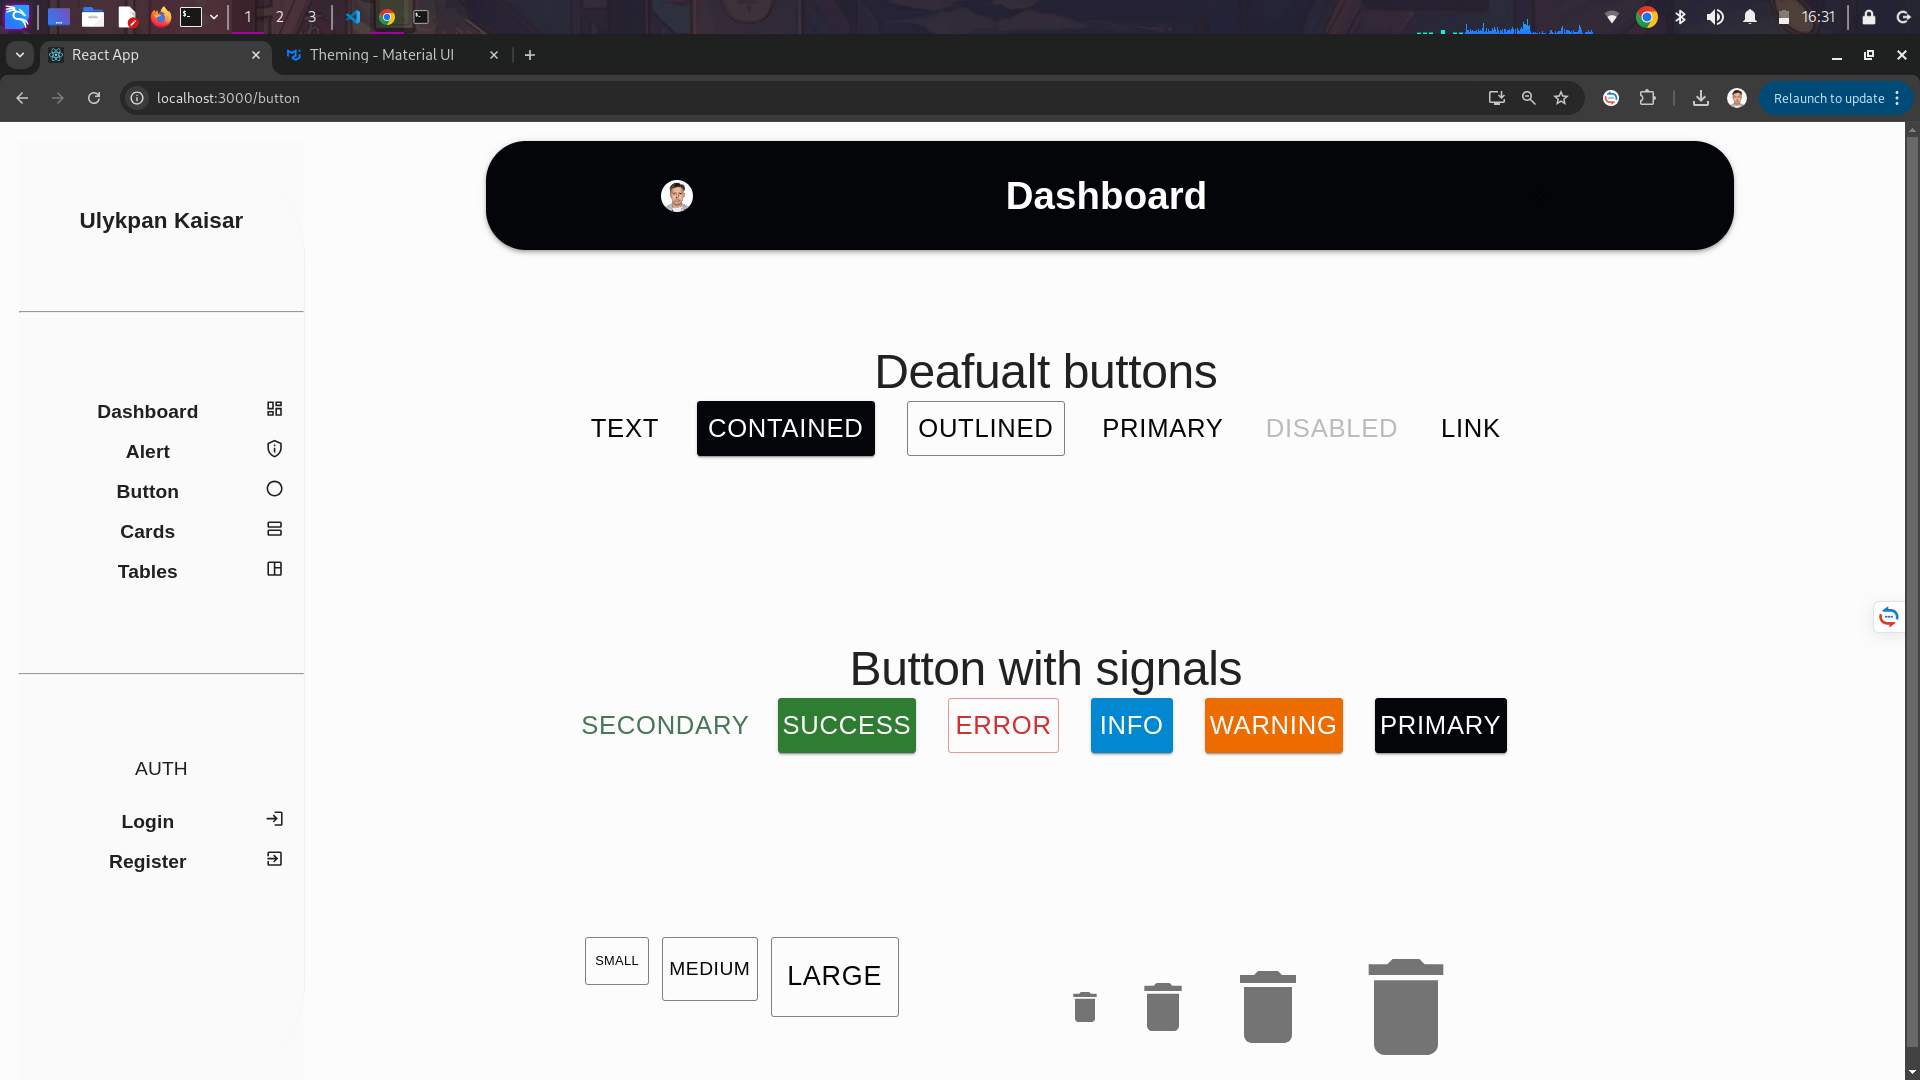 1 2 3
16:31
React App
Theming - Material UI
localhost:3000/button
Relaunch to update
Ulykpan Kaisar
Dashboard
Alert
Button
Cards
Tables
AUTH
Login
Register
Dashboard
Deafualt buttons
TEXT CONTAINED OUTLINED PRIMARY DISABLED LINK
Button with signals
SECONDARY SUCCESS ERROR INFO WARNING PRIMARY
SMALL MEDIUM LARGE